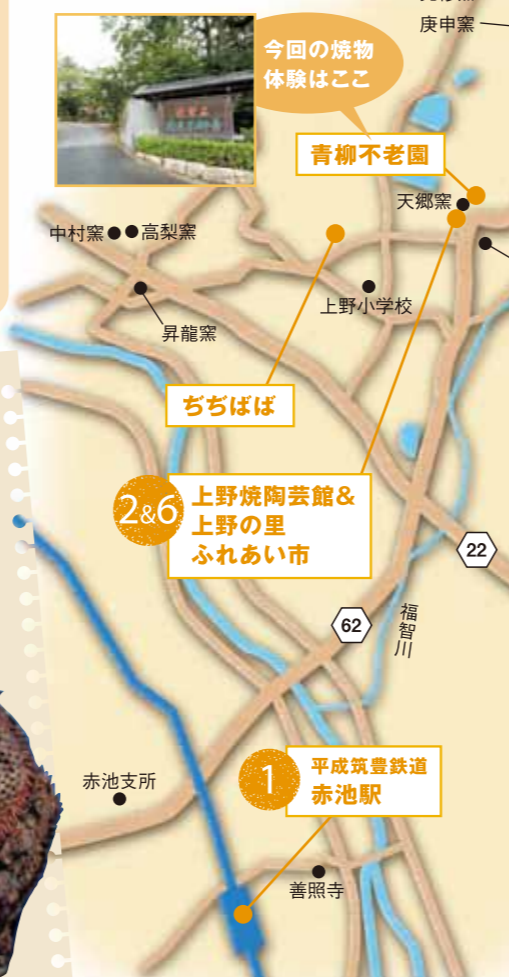 庚申窯
今回の焼物
体験はここ
青柳不老園
天郷窯
中村窯
高梨窯
上野小学校
昇龍窯
ぢぢばば
2&6
上野焼陶芸館&
上野の里
ふれあい市
22
62
福智川
1
平成筑豊鉄道
赤池駅
赤池支所
善照寺